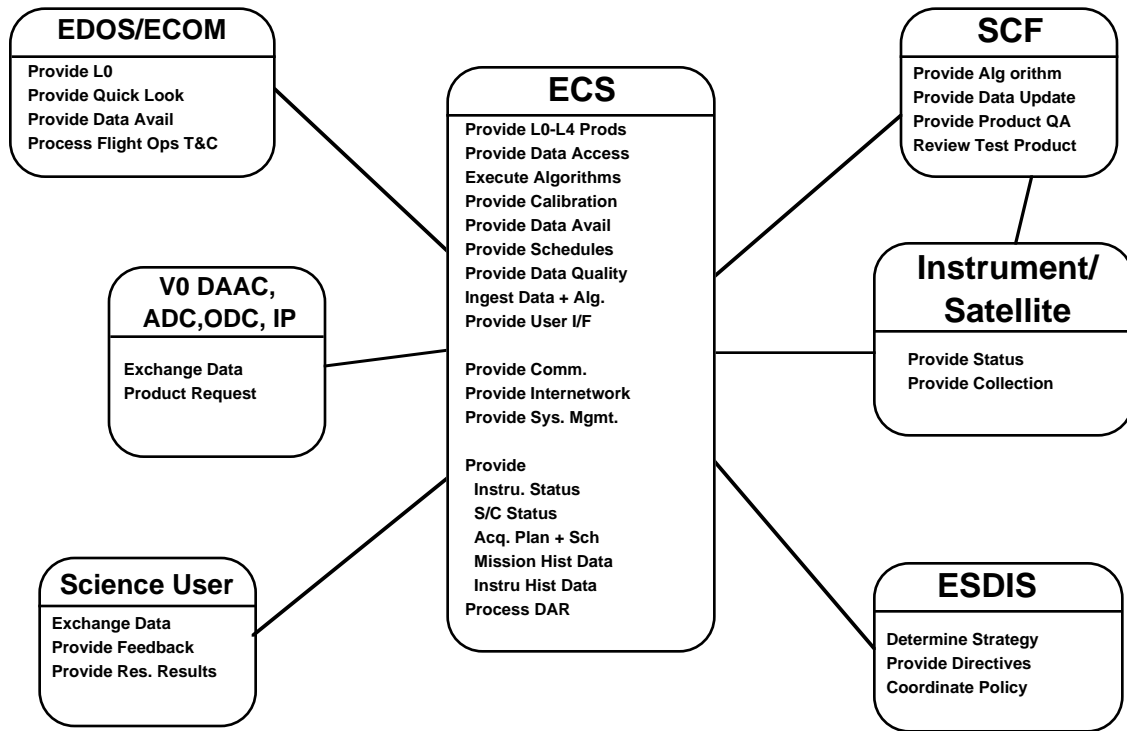 EDOS/ECOM
Provide L0
Provide Quick Look
Provide Data Avail
Process Flight Ops T&C
V0 DAAC,
ADC,ODC, IP
Exchange Data
Product Request
Science User
Exchange Data
Provide Feedback
Provide Res. Results
ECS
Provide L0-L4 Prods
Provide Data Access
Execute Algorithms
Provide Calibration
Provide Data Avail
Provide Schedules
Provide Data Quality
Ingest Data + Alg.
Provide User I/F
Provide Comm.
Provide Internetwork
Provide Sys. Mgmt.
Provide
Instru. Status
S/C Status
Acq. Plan + Sch
Mission Hist Data
Instru Hist Data
Process DAR
SCF
Provide Alg orithm
Provide Data Update
Provide Product QA
Review Test Product
Instrument/
Satellite
Provide Status
Provide Collection
ESDIS
Determine Strategy
Provide Directives
Coordinate Policy